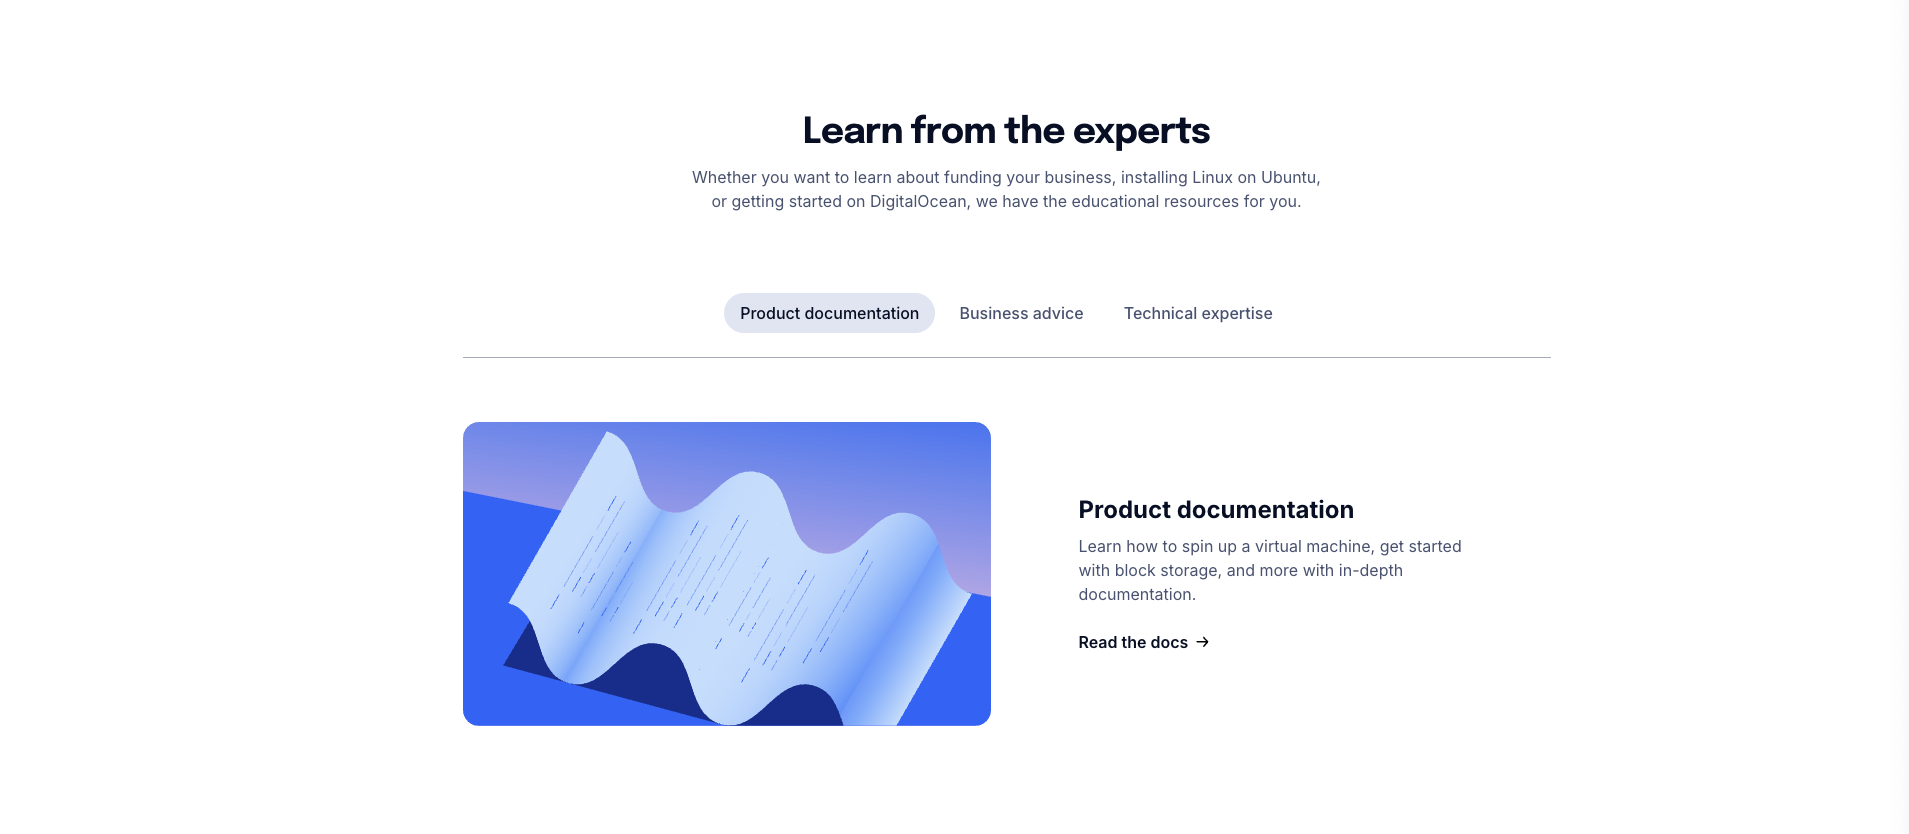 Learn from the experts
Whether you want to learn about funding your business, installing Linux on Ubuntu,
or getting started on DigitalOcean, we have the educational resources for you.
Product documentation
Business advice
Technical expertise
Product documentation
Learn how to spin up a virtual machine, get started
with block storage, and more with in-depth
documentation.
Read the docs →